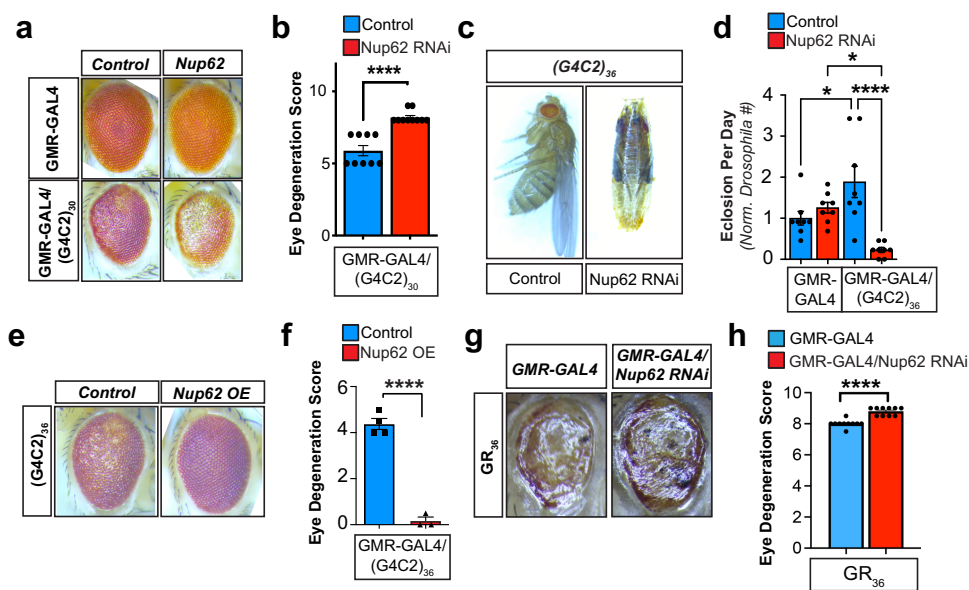 a
Control
Nup62
GMR-GAL4
GMR-GAL4/
(G4C2)30
b
Control
Nup62 RNAi
****
Eye Degeneration Score
10
5
0
GMR-GAL4/
(G4C2)30
c
(G4C2)36
Control
Nup62 RNAi
d
Control
Nup62 RNAi
*
*
****
Eclosion Per Day
(Norm. Drosophila #)
4
3
2
1
0
GMR-
GAL4
GMR-GAL4/
(G4C2)36
e
Control
Nup62 OE
(G4C2)36
f
Control
Nup62 OE
****
Eye Degeneration Score
6
4
2
0
GMR-GAL4/
(G4C2)36
g
GMR-GAL4
GMR-GAL4/
Nup62 RNAi
GR36
h
GMR-GAL4
GMR-GAL4/Nup62 RNAi
****
Eye Degeneration Score
10
8
6
4
2
0
GR36